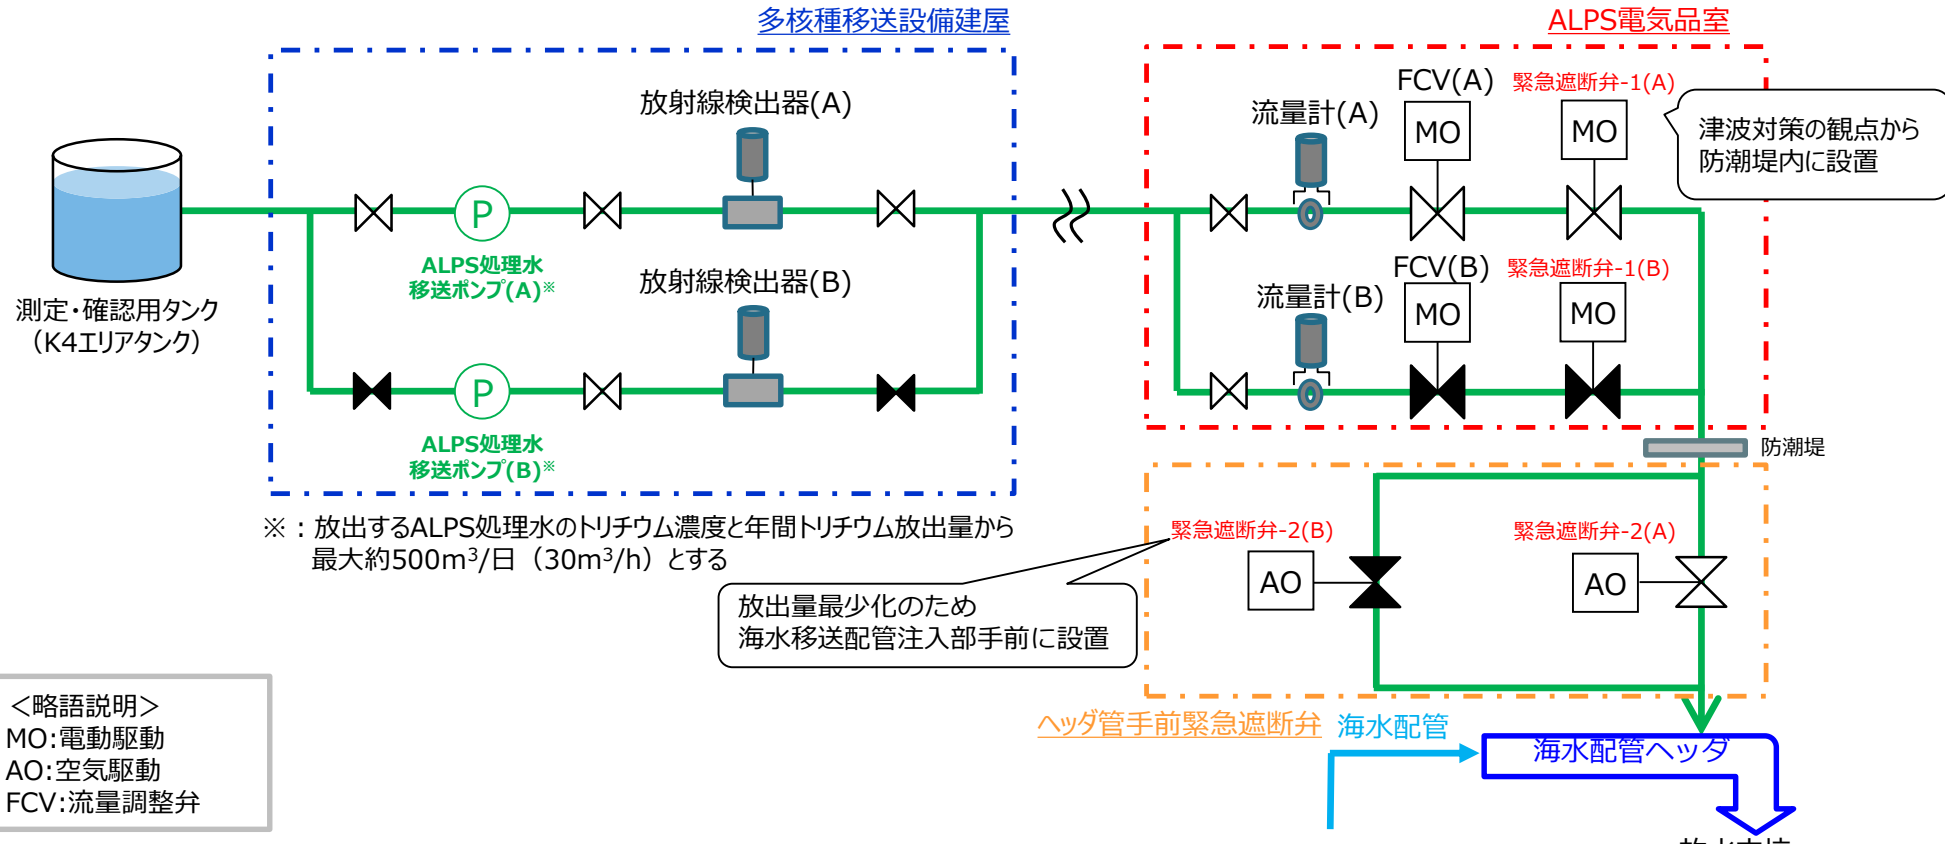 多核種移送設備建屋
ALPS電気品室
放射線検出器(A)
流量計(A)
FCV(A)
緊急遮断弁-1(A)
MO
MO
津波対策の観点から
防潮堤内に設置
P
ALPS処理水
移送ポンプ(A)※
測定・確認用タンク
（K4エリアタンク）
放射線検出器(B)
流量計(B)
FCV(B)
緊急遮断弁-1(B)
MO
MO
P
ALPS処理水
移送ポンプ(B)※
防潮堤
※：放出するALPS処理水のトリチウム濃度と年間トリチウム放出量から
最大約500m³/日（30m³/h）とする
緊急遮断弁-2(B)
緊急遮断弁-2(A)
AO
AO
放出量最少化のため
海水移送配管注入部手前に設置
ヘッダ管手前緊急遮断弁
海水配管
海水配管ヘッダ
＜略語説明＞
MO:電動駆動
AO:空気駆動
FCV:流量調整弁